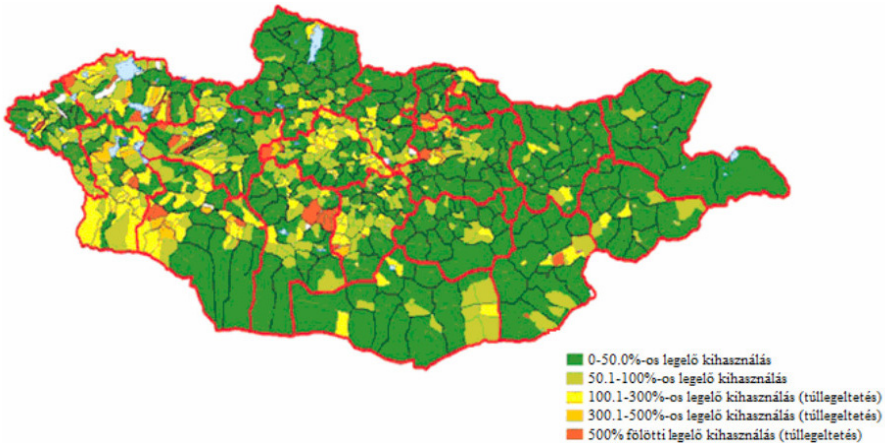 0-50.0%-os legelő kihasználás
50.1-100%-os legelő kihasználás
100.1-300%-os legelő kihasználás (túllegeltetés)
300.1-500%-os legelő kihasználás (túllegeltetés)
500% fölötti legelő kihasználás (túllegeltetés)